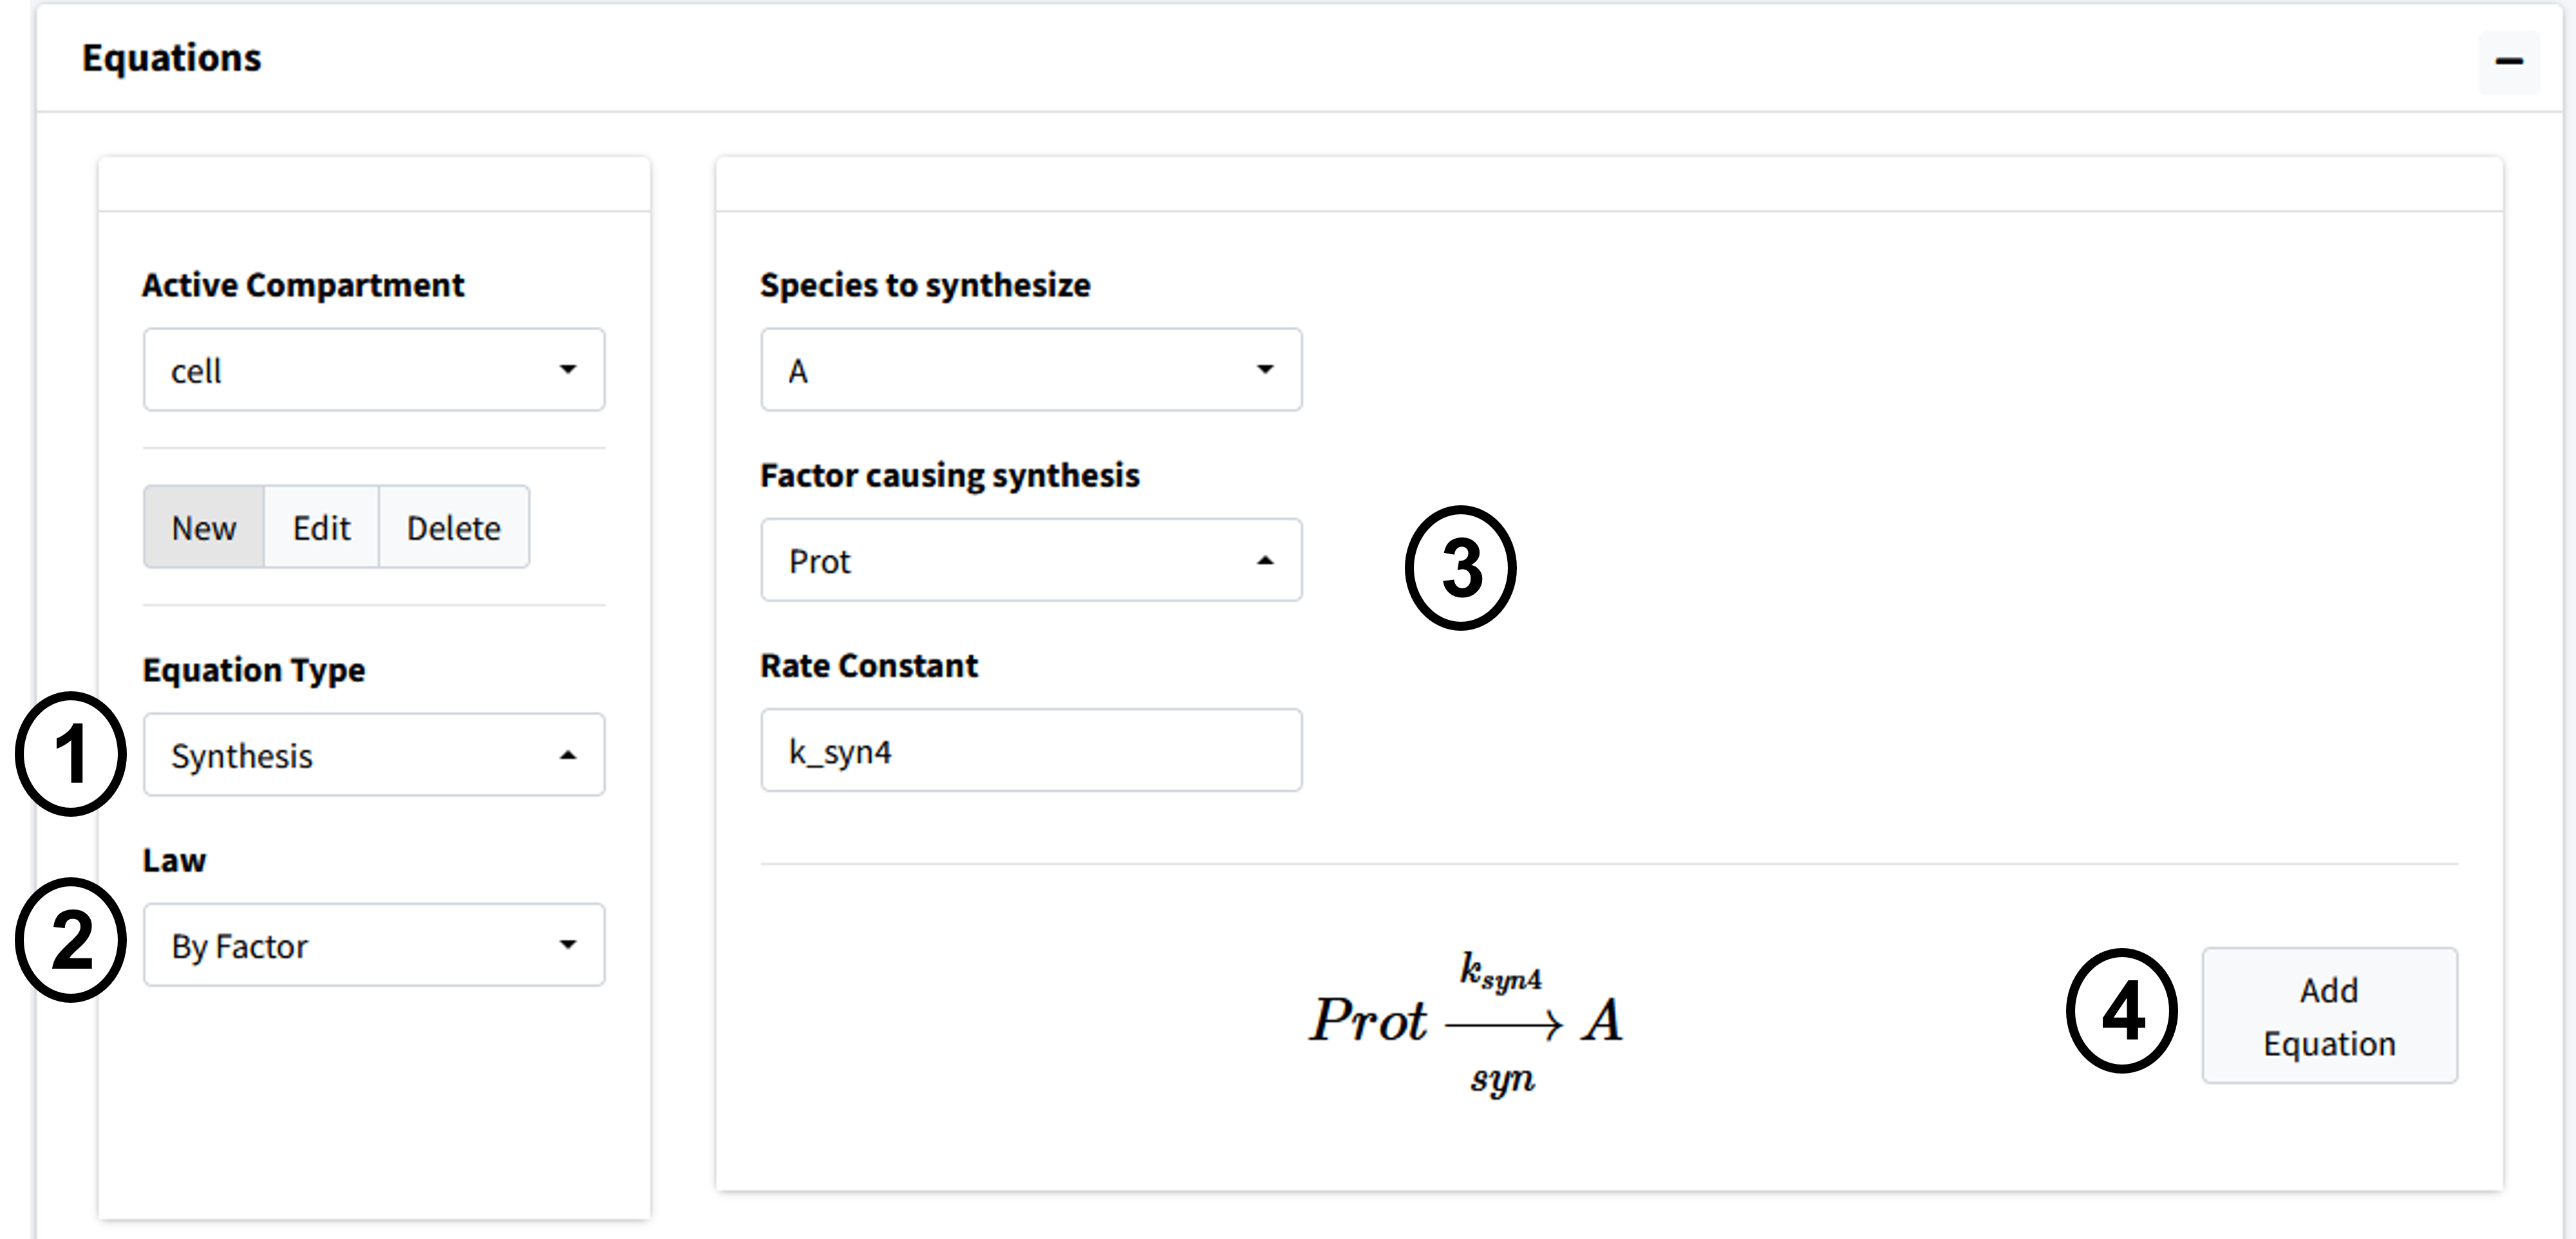 Equations
Active Compartment
cell
New Edit Delete
Equation Type
1
Synthesis
Law
2
By Factor
Species to synthesize
A
Factor causing synthesis
Prot
3
Rate Constant
k_syn4
k_{syn4}
Prot → A
syn
4
Add
Equation